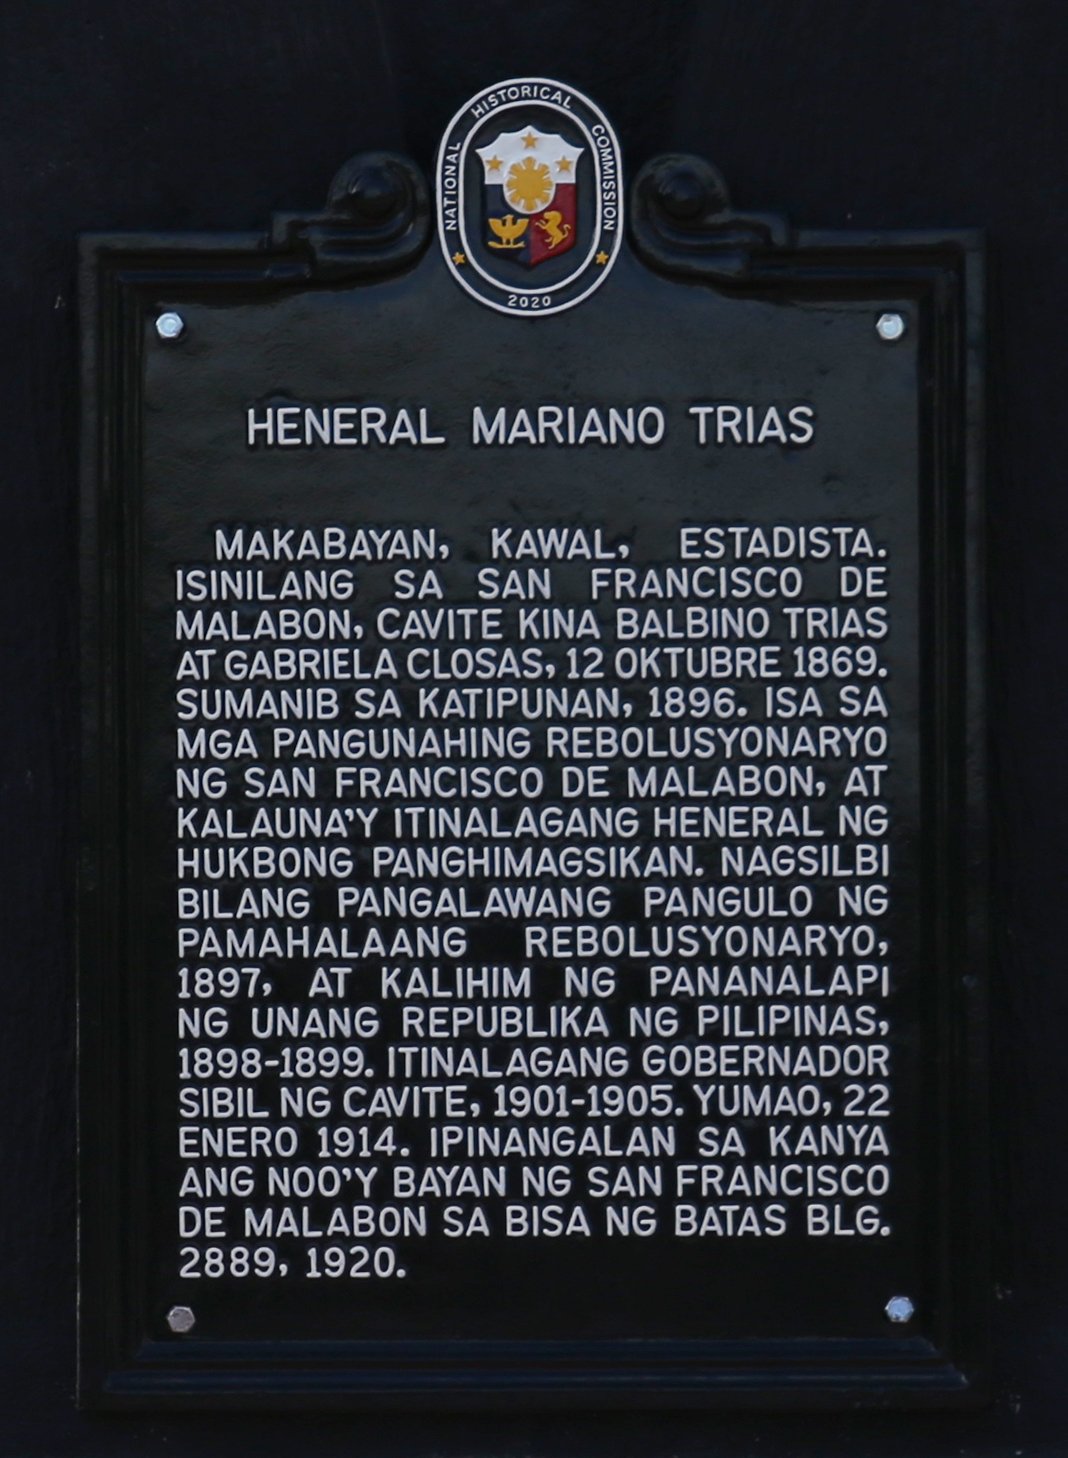 NATIONAL HISTORICAL COMMISSION
2020
HENERAL MARIANO TRIAS
MAKABAYAN, KAWAL, ESTADISTA.
ISINILANG SA SAN FRANCISCO DE
MALABON, CAVITE KINA BALBINO TRIAS
AT GABRIELA CLOSAS, 12 OKTUBRE 1869.
SUMANIB SA KATIPUNAN, 1896. ISA SA
MGA PANGUNAHING REBOLUSYONARYO
NG SAN FRANCISCO DE MALABON, AT
KALAUNA'Y ITINALAGANG HENERAL NG
HUKBONG PANGHIMAGSIKAN. NAGSILBI
BILANG PANGALAWANG PANGULO NG
PAMAHALAANG REBOLUSYONARYO,
1897, AT KALIHIM NG PANANALAPI
NG UNANG REPUBLIKA NG PILIPINAS,
1898-1899. ITINALAGANG GOBERNADOR
SIBIL NG CAVITE, 1901-1905. YUMAO, 22
ENERO 1914. IPINANGALAN SA KANYA
ANG NOO'Y BAYAN NG SAN FRANCISCO
DE MALABON SA BISA NG BATAS BLG.
2889, 1920.